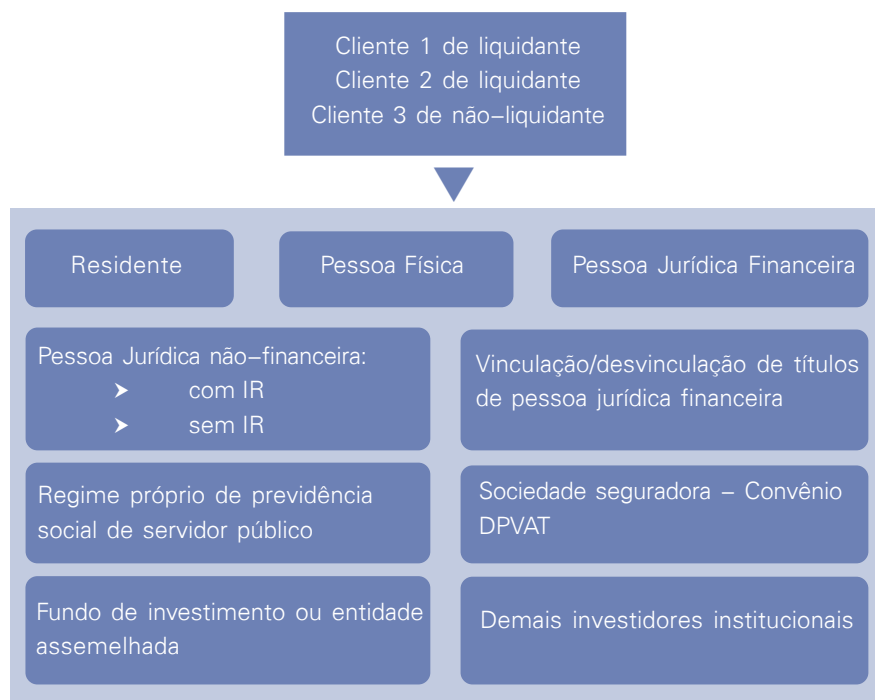 Cliente 1 de liquidante
Cliente 2 de liquidante
Cliente 3 de não–liquidante
Residente
Pessoa Física
Pessoa Jurídica Financeira
Pessoa Jurídica não–financeira:
➤ com IR
➤ sem IR
Vinculação/desvinculação de títulos
de pessoa jurídica financeira
Regime próprio de previdência
social de servidor público
Sociedade seguradora – Convênio
DPVAT
Fundo de investimento ou entidade
assemelhada
Demais investidores institucionais